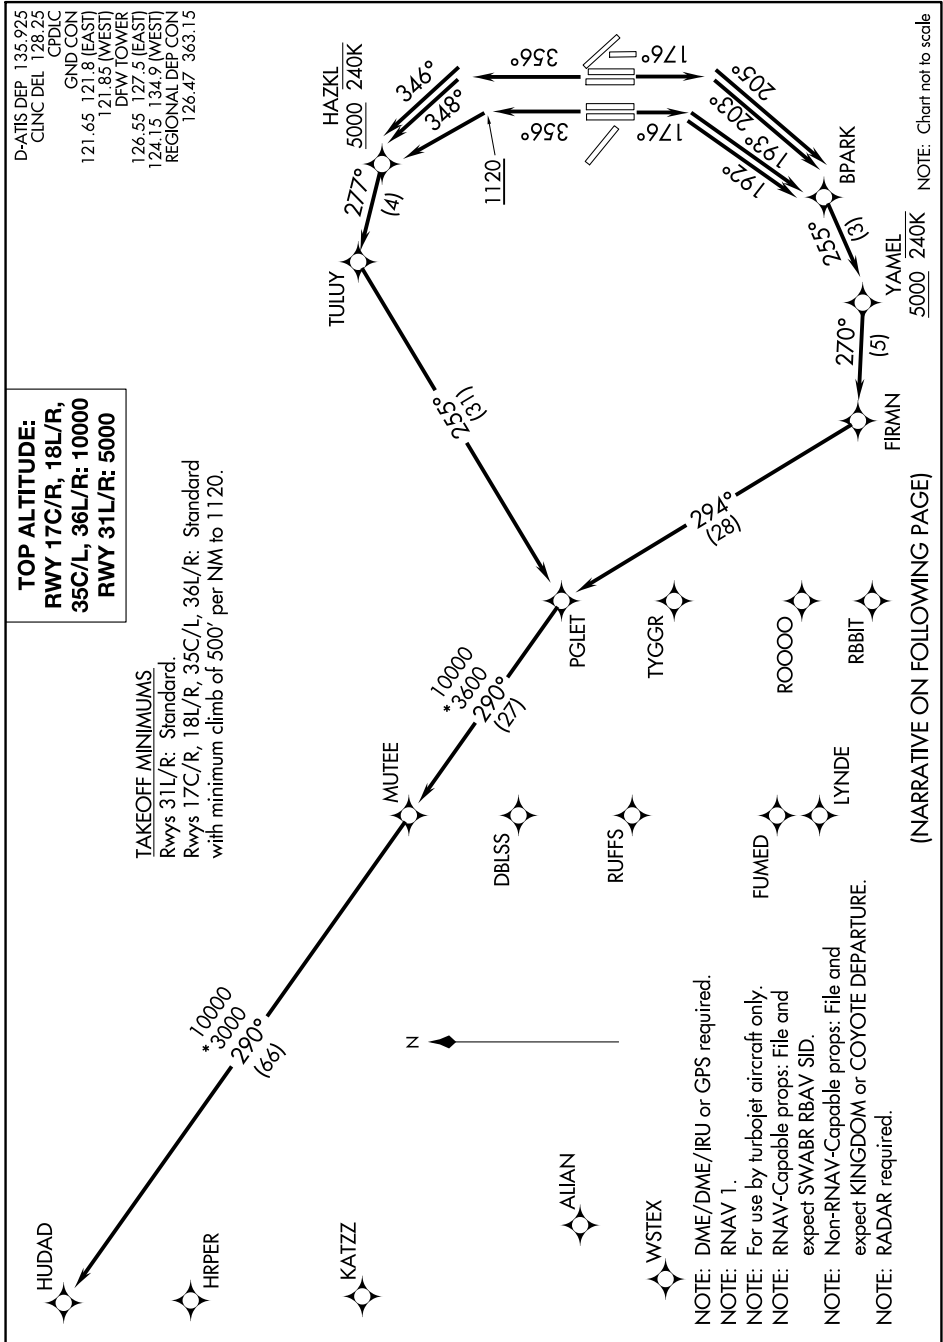 D-ATIS DEP 135.925
CLNC DEL 128.25
CPDLC
GND CON
121.65 121.8 (EAST)
121.85 (WEST)
DFW TOWER
126.55 127.5 (EAST)
124.15 134.9 (WEST)
REGIONAL DEP CON
126.47 363.15
TOP ALTITUDE:
RWY 17C/R, 18L/R,
35C/L, 36L/R: 10000
RWY 31L/R: 5000
TAKEOFF MINIMUMS
Rwys 31L/R: Standard.
Rwys 17C/R, 18L/R, 35C/L, 36L/R: Standard
with minimum climb of 500' per NM to 1120.
HAZKL
5000 240K
346°
348°
1120
356°
356°
176°
176°
205°
203°
193°
192°
BPARK
255°
(3)
YAMEL
5000 240K
270°
(5)
FIRMN
294°
(28)
277°
(4)
TULUY
255°
(31)
PGLET
TYGGR
ROOOO
RBBIT
10000
*3600
290°
(27)
MUTEE
DBLSS
RUFFS
FUMED
LYNDE
10000
*3000
290°
(66)
HUDAD
HRPER
KATZZ
ALIAN
WSTEX
N
NOTE: DME/DME/IRU or GPS required.
NOTE: RNAV 1.
NOTE: For use by turbojet aircraft only.
NOTE: RNAV-Capable props: File and
expect SWABR RBAV SID.
NOTE: Non-RNAV-Capable props: File and
expect KINGDOM or COYOTE DEPARTURE.
NOTE: RADAR required.
(NARRATIVE ON FOLLOWING PAGE)
NOTE: Chart not to scale